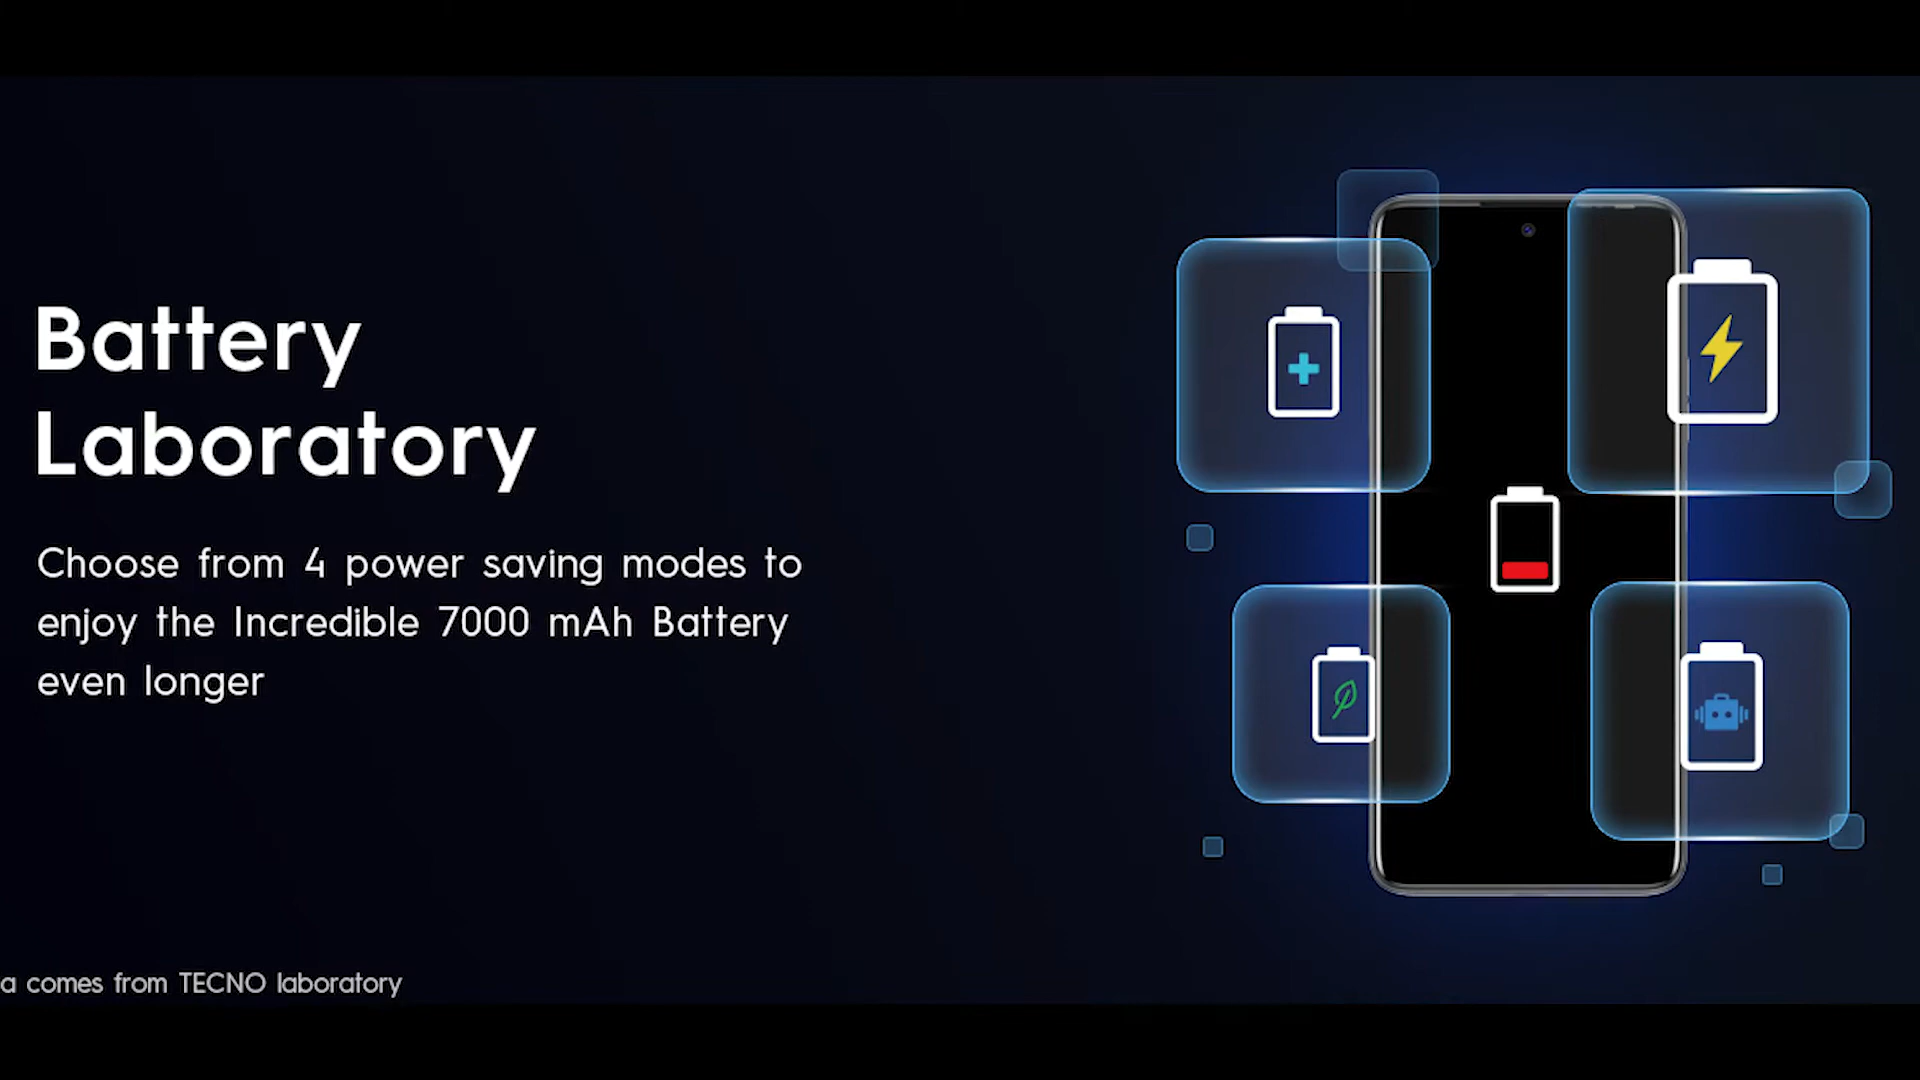 Battery
Laboratory
Choose from 4 power saving modes to
enjoy the Incredible 7000 mAh Battery
even longer
a comes from TECNO laboratory